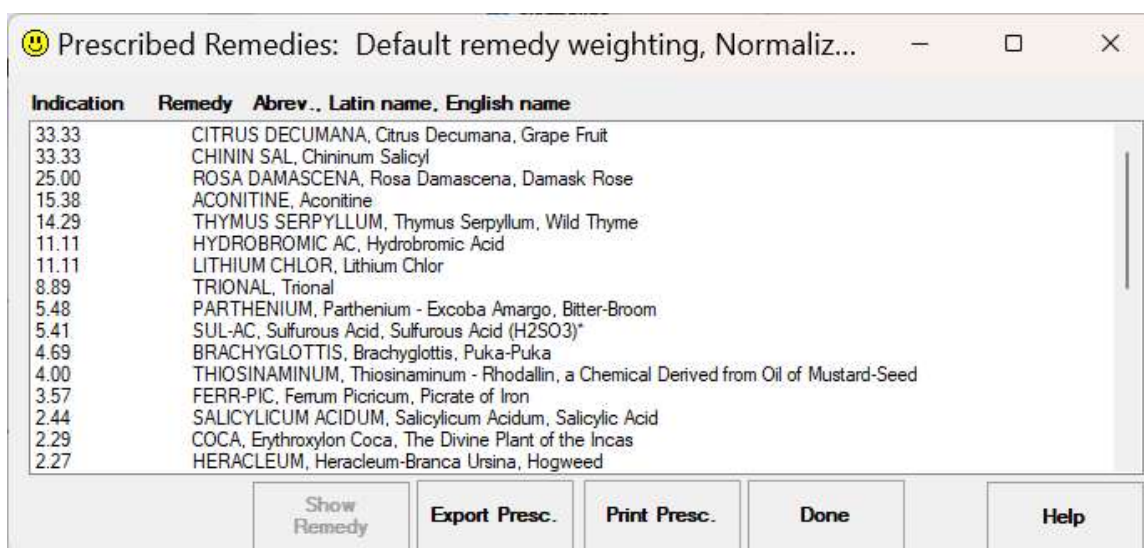 Prescribed Remedies: Default remedy weighting, Normaliz...
Indication Remedy Abrev., Latin name, English name
33.33 CITRUS DECUMANA, Citrus Decumana, Grape Fruit
33.33 CHININ SAL, Chininum Salicyl
25.00 ROSA DAMASCENA, Rosa Damascena, Damask Rose
15.38 ACONITINE, Aconitine
14.29 THYMUS SERPYLLUM, Thymus Serpyllum, Wild Thyme
11.11 HYDROBROMIC AC, Hydrobromic Acid
11.11 LITHIUM CHLOR, Lithium Chlor
8.89 TRIONAL, Trional
5.48 PARTHENIUM, Parthenium - Excoba Amargo, Bitter-Broom
5.41 SUL-AC, Sulfurous Acid, Sulfurous Acid (H2SO3)*
4.69 BRACHYGLOTTIS, Brachyglottis, Puka-Puka
4.00 THIOSINAMINUM, Thiosinaminum - Rhodallin, a Chemical Derived from Oil of Mustard-Seed
3.57 FERR-PIC, Ferrum Picricum, Picrate of Iron
2.44 SALICYLICUM ACIDUM, Salicylicum Acidum, Salicylic Acid
2.29 COCA, Erythroxylon Coca, The Divine Plant of the Incas
2.27 HERACLEUM, Heracleum-Branca Ursina, Hogweed
Show Remedy
Export Presc.
Print Presc.
Done
Help